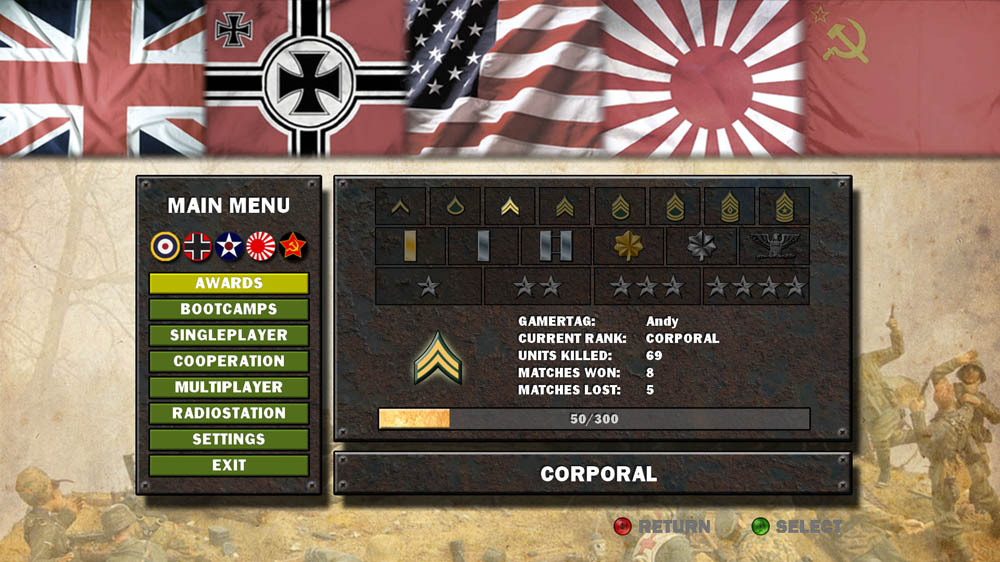 MAIN MENU
AWARDS
BOOTCAMPS
SINGLEPLAYER
COOPERATION
MULTIPLAYER
RADIOSTATION
SETTINGS
EXIT
GAMERTAG: Andy
CURRENT RANK: CORPORAL
UNITS KILLED: 69
MATCHES WON: 8
MATCHES LOST: 5
50/300
CORPORAL
RETURN SELECT